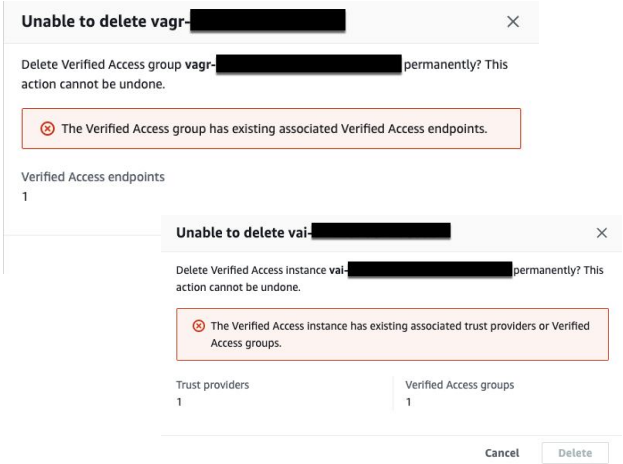 Unable to delete vagr-
Delete Verified Access group vagr- permanently? This
action cannot be undone.
The Verified Access group has existing associated Verified Access endpoints.
Verified Access endpoints
1
Unable to delete vai-
Delete Verified Access instance vai- permanently? This
action cannot be undone.
The Verified Access instance has existing associated trust providers or Verified
Access groups.
Trust providers
1
Verified Access groups
1
Cancel Delete